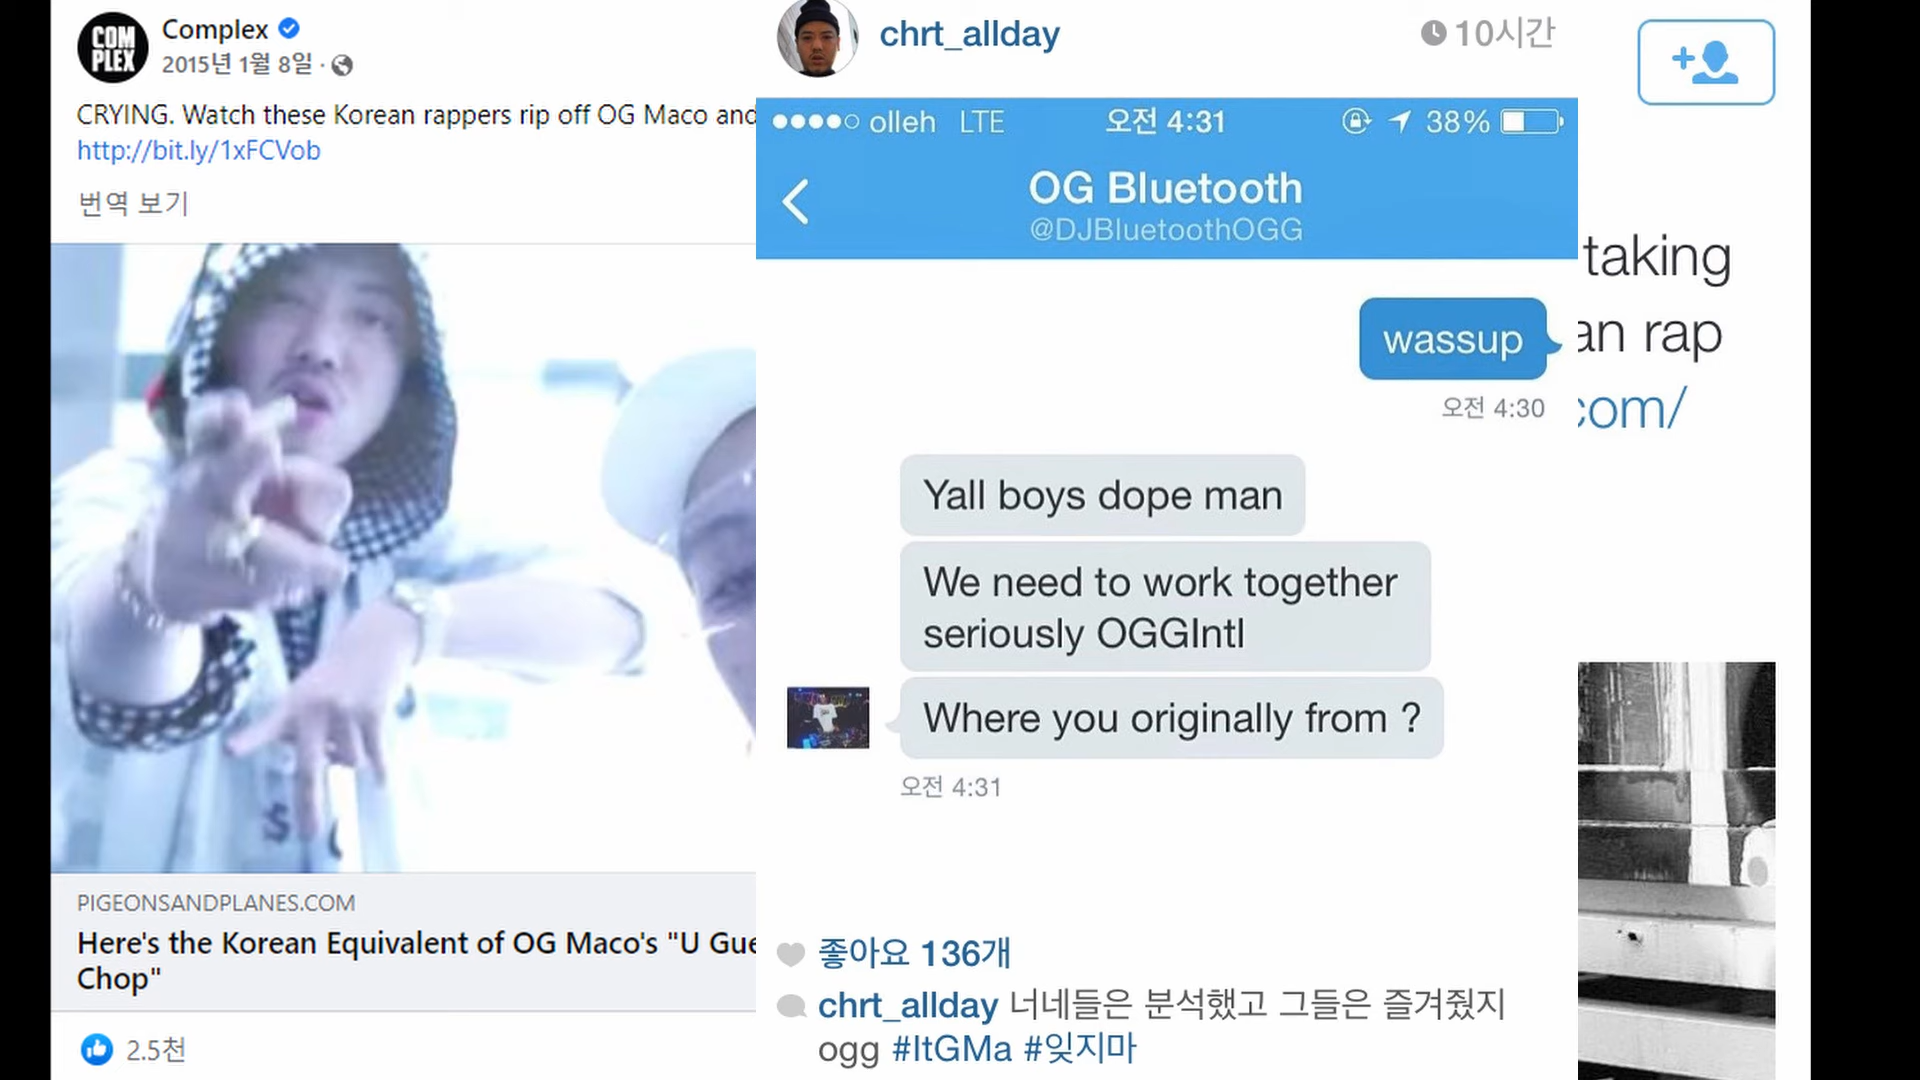 COM
PLEX
Complex
2015년 1월 8일 ·
CRYING. Watch these Korean rappers rip off OG Maco and
http://bit.ly/1xFCVob
번역 보기
$
PIGEONSANDPLANES.COM
Here's the Korean Equivalent of OG Maco's "U Gue
Chop"
2.5천
chrt_allday
10시간
olleh LTE 오전 4:31 38%
OG Bluetooth
@DJBluetoothOGG
wassup
오전 4:30
Yall boys dope man
We need to work together
seriously OGGIntl
Where you originally from ?
오전 4:31
좋아요 136개
chrt_allday 너네들은 분석했고 그들은 즐겨줬지
ogg #ItGMa #잊지마
taking
an rap
com/